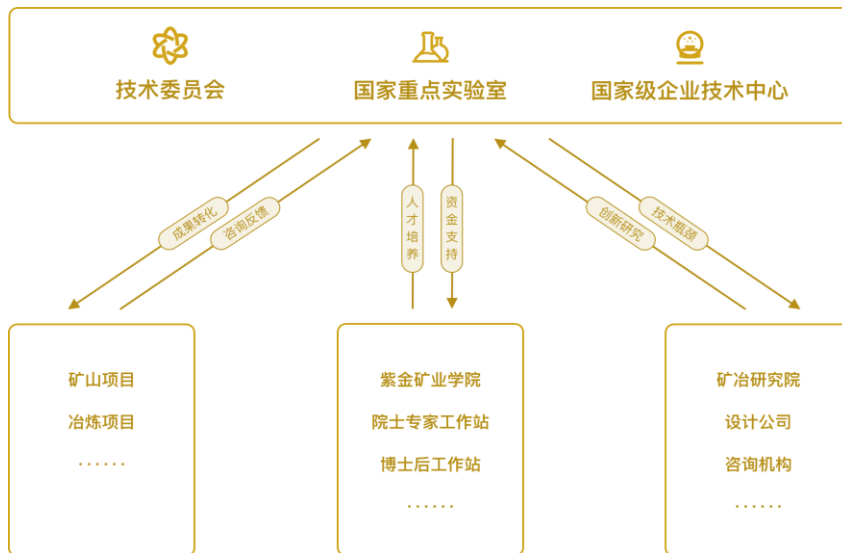 技术委员会
国家重点实验室
国家级企业技术中心
成果转化
咨询反馈
人才培养
资金支持
创新研究
技术瓶颈
矿山项目
冶炼项目
······
紫金矿业学院
院士专家工作站
博士后工作站
······
矿冶研究院
设计公司
咨询机构
······